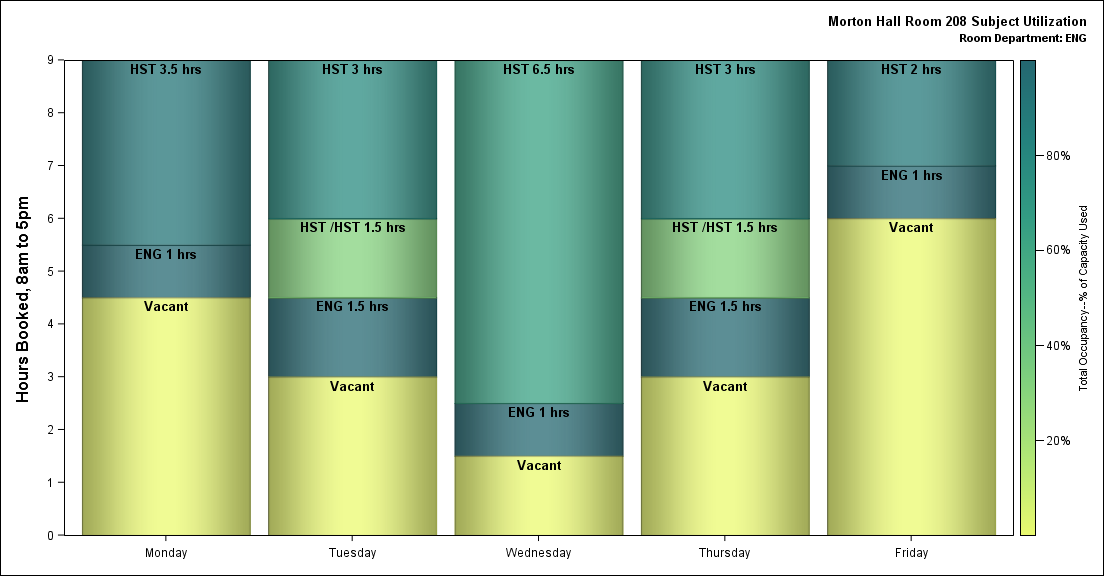 Morton Hall Room 208 Subject Utilization
Room Department: ENG
Hours Booked, 8am to 5pm
9
8
7
6
5
4
3
2
1
0
HST 3.5 hrs
ENG 1 hrs
Vacant
HST 3 hrs
HST /HST 1.5 hrs
ENG 1.5 hrs
Vacant
HST 6.5 hrs
ENG 1 hrs
Vacant
HST 3 hrs
HST /HST 1.5 hrs
ENG 1.5 hrs
Vacant
HST 2 hrs
ENG 1 hrs
Vacant
Monday
Tuesday
Wednesday
Thursday
Friday
80%
60%
40%
20%
Total Occupancy--% of Capacity Used